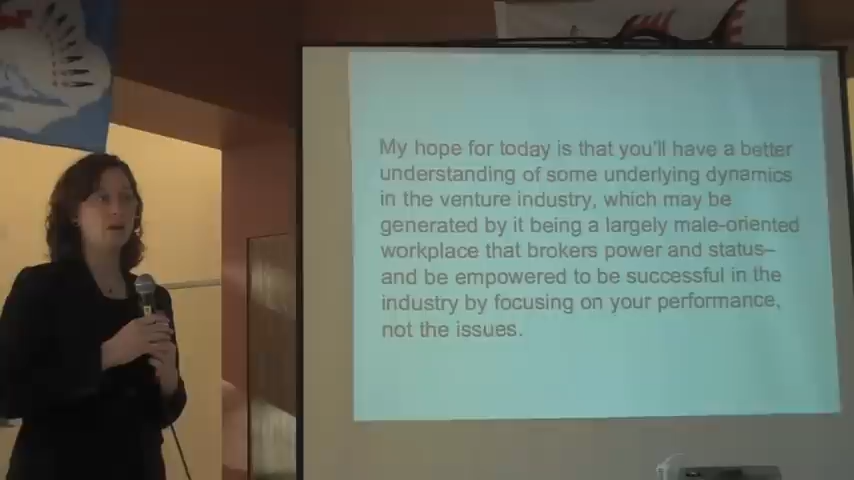 My hope for today is that you'll have a better
understanding of some underlying dynamics
in the venture industry, which may be
generated by it being a largely male-oriented
workplace that brokers power and status–
and be empowered to be successful in the
industry by focusing on your performance,
not the issues.